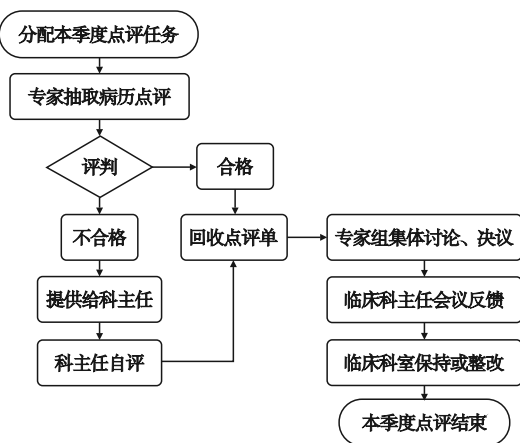 分配本季度点评任务
专家抽取病历点评
评判
合格
不合格
回收点评单
专家组集体讨论、决议
提供给科主任
临床科主任会议反馈
科主任自评
临床科室保持或整改
本季度点评结束